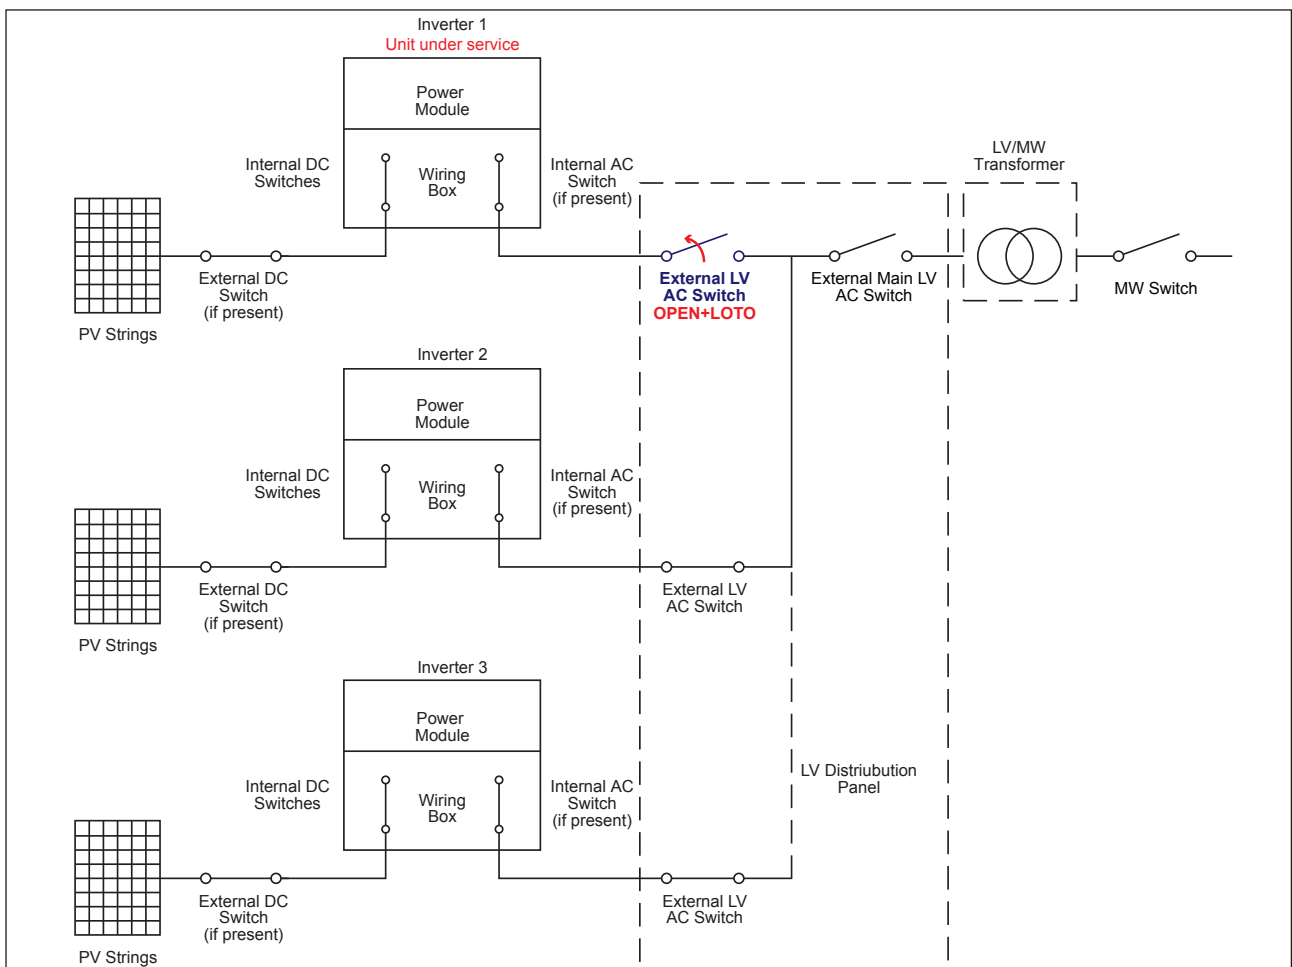 Inverter 1
Unit under service
Power
Module
Internal DC
Switches
Wiring
Box
Internal AC
Switch
(if present)
LV/MW
Transformer
External DC
Switch
(if present)
PV Strings
External LV
AC Switch
OPEN+LOTO
External Main LV
AC Switch
MW Switch
Inverter 2
Power
Module
Internal DC
Switches
Wiring
Box
Internal AC
Switch
(if present)
External DC
Switch
(if present)
PV Strings
External LV
AC Switch
Inverter 3
Power
Module
Internal DC
Switches
Wiring
Box
Internal AC
Switch
(if present)
LV Distriubution
Panel
External DC
Switch
(if present)
PV Strings
External LV
AC Switch